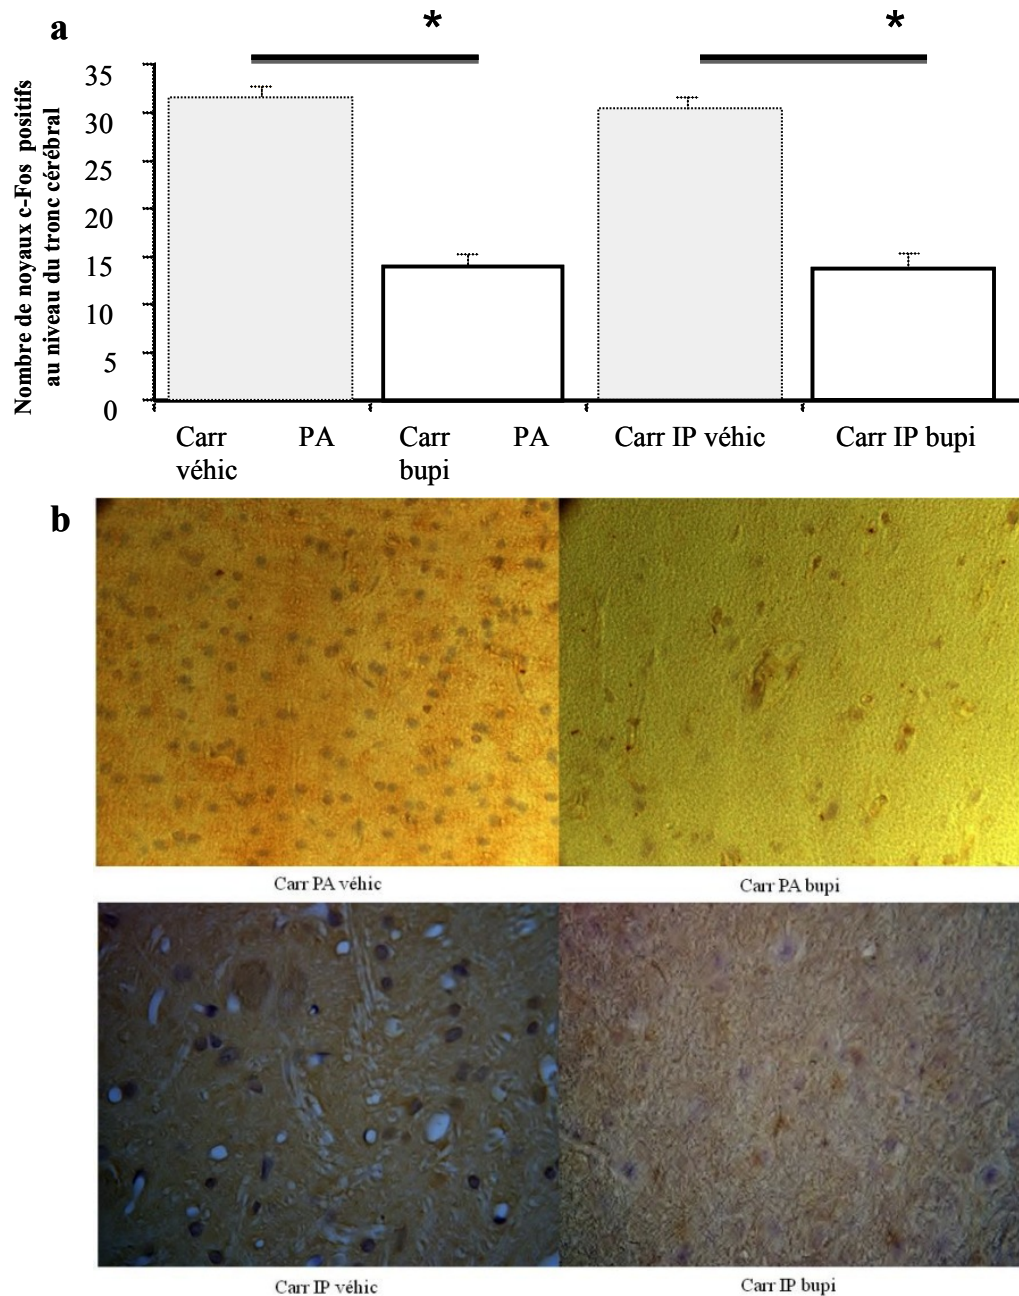 a
*
*
35
30
25
20
15
10
5
0
Nombre de noyaux c-Fos positifs
au niveau du tronc cérébral
Carr PA
véhic
Carr PA
bupi
Carr IP véhic
Carr IP bupi
b
Carr PA véhic
Carr PA bupi
Carr IP véhic
Carr IP bupi